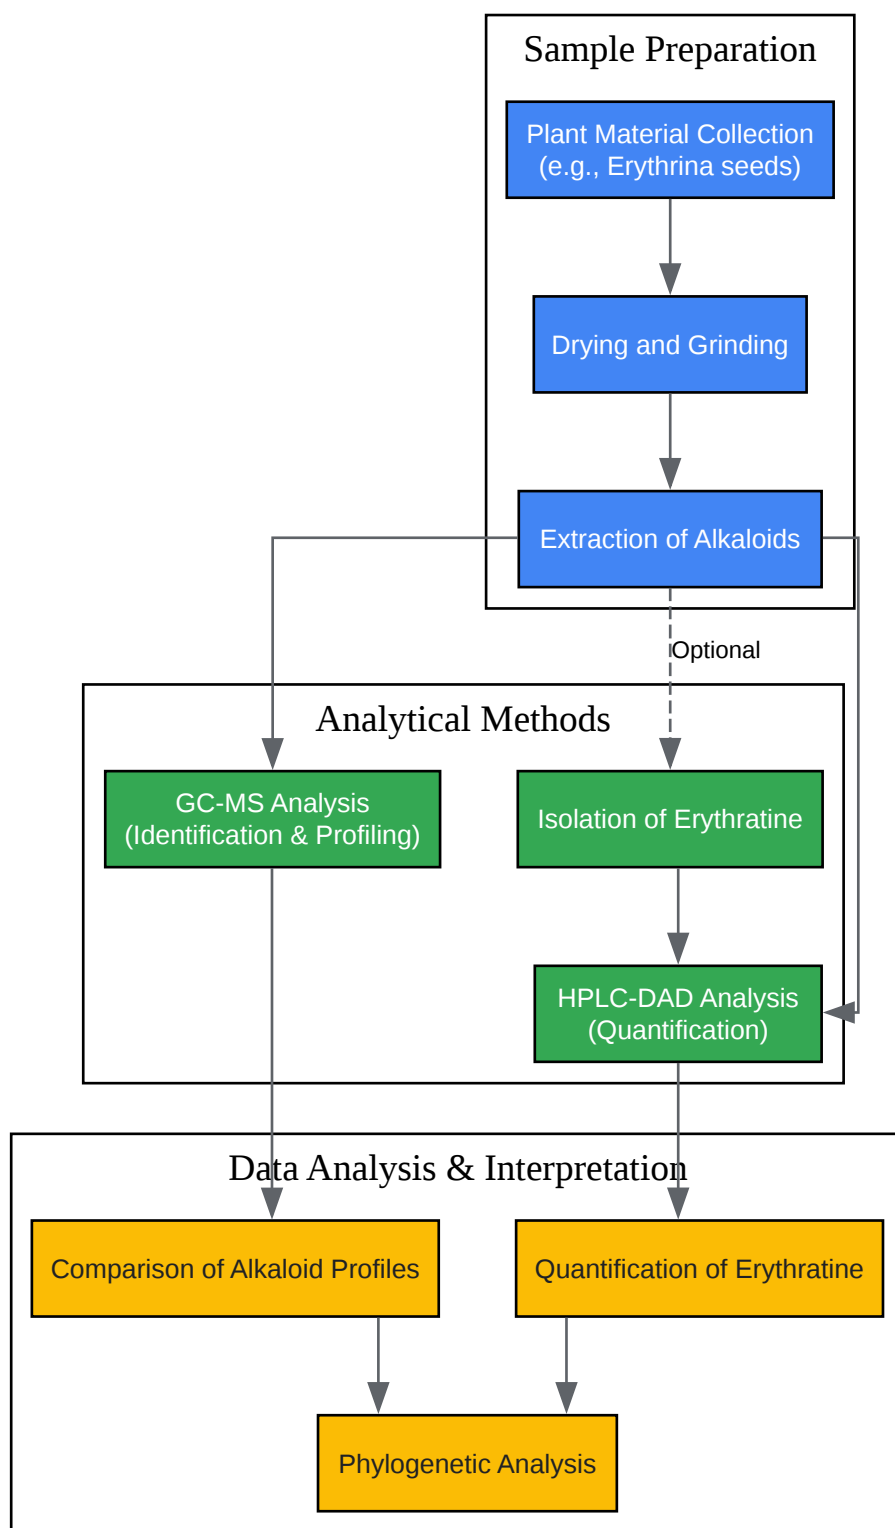 Sample Preparation
Plant Material Collection
(e.g., Erythrina seeds)
Drying and Grinding
Extraction of Alkaloids
Optional
Analytical Methods
GC-MS Analysis
(Identification & Profiling)
Isolation of Erythratine
HPLC-DAD Analysis
(Quantification)
Data Analysis & Interpretation
Comparison of Alkaloid Profiles
Quantification of Erythratine
Phylogenetic Analysis